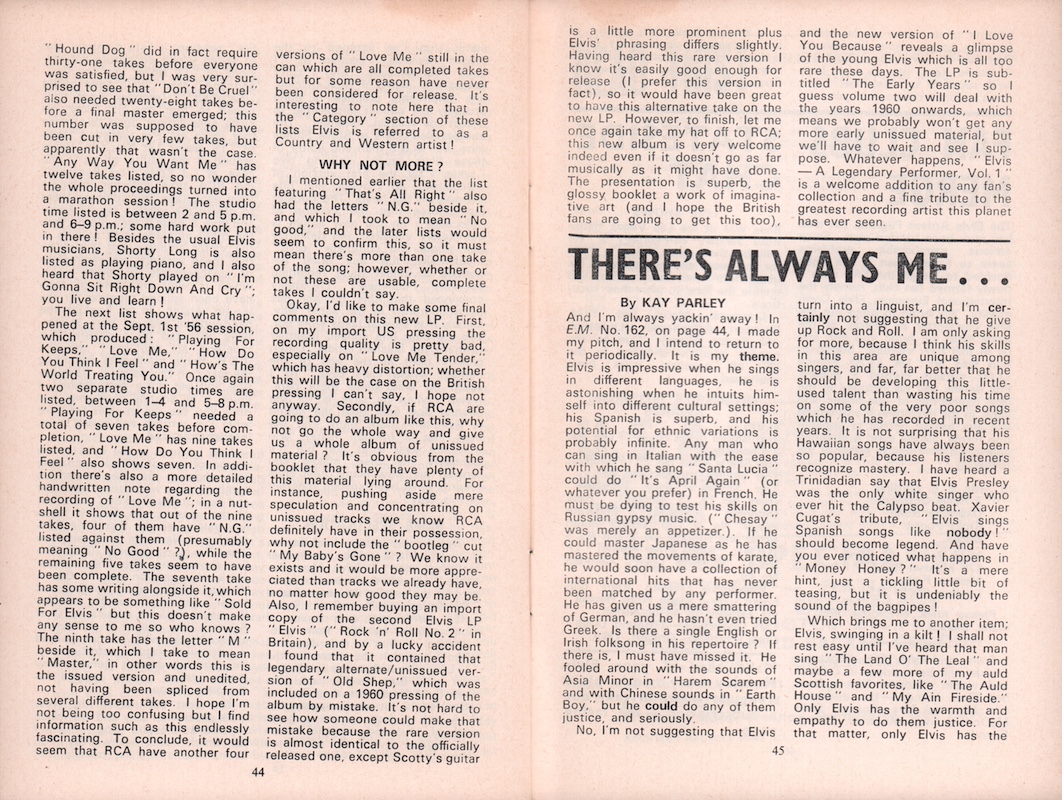 "Hound Dog" did in fact require
thirty-one takes before everyone
was satisfied, but I was very sur-
prised to see that "Don't Be Cruel"
also needed twenty-eight takes be-
fore a final master emerged; this
number was supposed to have
been cut in very few takes, but
apparently that wasn't the case.
"Any Way You Want Me" has
twelve takes listed, so no wonder
the whole proceedings turned into
a marathon session! The studio
time listed is between 2 and 5 p.m.
and 6–9 p.m.; some hard work put
in there! Besides the usual Elvis
musicians, Shorty Long is also
listed as playing piano, and I also
heard that Shorty played on "I'm
Gonna Sit Right Down And Cry";
you live and learn!
The next list shows what hap-
pened at the Sept. 1st '56 session,
which produced: "Playing For
Keeps," "Love Me," "How Do
You Think I Feel" and "How's The
World Treating You." Once again
two separate studio times are
listed, between 1–4 and 5–8 p.m.
"Playing For Keeps" needed a
total of seven takes before com-
pletion, "Love Me" has nine takes
listed, and "How Do You Think I
Feel" also shows seven. In addi-
tion there's also a more detailed
handwritten note regarding the
recording of "Love Me"; in a nut-
shell it shows that out of the nine
takes, four of them have "N.G."
listed against them (presumably
meaning "No Good"?), while the
remaining five takes seem to have
been complete. The seventh take
has some writing alongside it, which
appears to be something like "Sold
For Elvis" but this doesn't make
any sense to me so who knows?
The ninth take has the letter "M"
beside it, which I take to mean
"Master," in other words this is
the issued version and unedited,
not having been spliced from
several different takes. I hope I'm
not being too confusing but I find
information such as this endlessly
fascinating. To conclude, it would
seem that RCA have another four
versions of "Love Me" still in the
can which are all completed takes
but for some reason have never
been considered for release. It's
interesting to note here that in
the "Category" section of these
lists Elvis is referred to as a
Country and Western artist!
WHY NOT MORE?
I mentioned earlier that the list
featuring "That's All Right" also
had the letters "N.G." beside it,
and which I took to mean "No
good," and the later lists would
seem to confirm this, so it must
mean there's more than one take
of the song; however, whether or
not these are usable, complete
takes I couldn't say.
Okay, I'd like to make some final
comments on this new LP. First,
on my import US pressing the
recording quality is pretty bad,
especially on "Love Me Tender,"
which has heavy distortion; whether
this will be the case on the British
pressing I can't say, I hope not
anyway. Secondly, if RCA are
going to do an album like this, why
not go the whole way and give
us a whole album of unissued
material? It's obvious from the
booklet that they have plenty of
this material lying around. For
instance, pushing aside mere
speculation and concentrating on
unissued tracks we know RCA
definitely have in their possession,
why not include the "bootleg" cut
"My Baby's Gone"? We know it
exists and it would be more appre-
ciated than tracks we already have,
no matter how good they may be.
Also, I remember buying an import
copy of the second Elvis LP
"Elvis" ("Rock 'n' Roll No. 2" in
Britain), and by a lucky accident
I found that it contained that
legendary alternate/unissued ver-
sion of "Old Shep," which was
included on a 1960 pressing of the
album by mistake. It's not hard to
see how someone could make that
mistake because the rare version
is almost identical to the officially
released one, except Scotty's guitar
44
is a little more prominent plus
Elvis' phrasing differs slightly.
Having heard this rare version I
know it's easily good enough for
release (I prefer this version in
fact), so it would have been great
to have this alternative take on the
new LP. However, to finish, let me
once again take my hat off to RCA;
this new album is very welcome
indeed even if it doesn't go as far
musically as it might have done.
The presentation is superb, the
glossy booklet a work of imagina-
tive art (and I hope the British
fans are going to get this too),
and the new version of "I Love
You Because" reveals a glimpse
of the young Elvis which is all too
rare these days. The LP is sub-
titled "The Early Years" so I
guess volume two will deal with
the years 1960 onwards, which
means we probably won't get any
more early unissued material, but
we'll have to wait and see I sup-
pose. Whatever happens, "Elvis
— A Legendary Performer, Vol. 1"
is a welcome addition to any fan's
collection and a fine tribute to the
greatest recording artist this planet
has ever seen.
THERE'S ALWAYS ME...
By KAY PARLEY
And I'm always yackin' away! In
E.M. No. 162, on page 44, I made
my pitch, and I intend to return to
it periodically. It is my theme.
Elvis is impressive when he sings
in different languages, he is
astonishing when he intuits him-
self into different cultural settings;
his Spanish is superb, and his
potential for ethnic variations is
probably infinite. Any man who
can sing in Italian with the ease
with which he sang "Santa Lucia"
could do "It's April Again" (or
whatever you prefer) in French. He
must be dying to test his skills on
Russian gypsy music. ("Chesay"
was merely an appetizer.). If he
could master Japanese as he has
mastered the movements of karate,
he would soon have a collection of
international hits that has never
been matched by any performer.
He has given us a mere smattering
of German, and he hasn't even tried
Greek. Is there a single English or
Irish folksong in his repertoire? If
there is, I must have missed it. He
fooled around with the sounds of
Asia Minor in "Harem Scarem"
and with Chinese sounds in "Earth
Boy," but he could do any of them
justice, and seriously.
No, I'm not suggesting that Elvis
turn into a linguist, and I'm cer-
tainly not suggesting that he give
up Rock and Roll. I am only asking
for more, because I think his skills
in this area are unique among
singers, and far, far better that he
should be developing this little-
used talent than wasting his time
on some of the very poor songs
which he has recorded in recent
years. It is not surprising that his
Hawaiian songs have always been
so popular, because his listeners
recognize mastery. I have heard a
Trinidadian say that Elvis Presley
was the only white singer who
ever hit the Calypso beat. Xavier
Cugat's tribute, "Elvis sings
Spanish songs like nobody!"
should become legend. And have
you ever noticed what happens in
"Money Honey?" It's a mere
hint, just a tickling little bit of
teasing, but it is undeniably the
sound of the bagpipes!
Which brings me to another item;
Elvis, swinging in a kilt! I shall not
rest easy until I've heard that man
sing "The Land O' The Leal" and
maybe a few more of my auld
Scottish favorites, like "The Auld
House" and "My Ain Fireside."
Only Elvis has the warmth and
empathy to do them justice. For
that matter, only Elvis has the
45